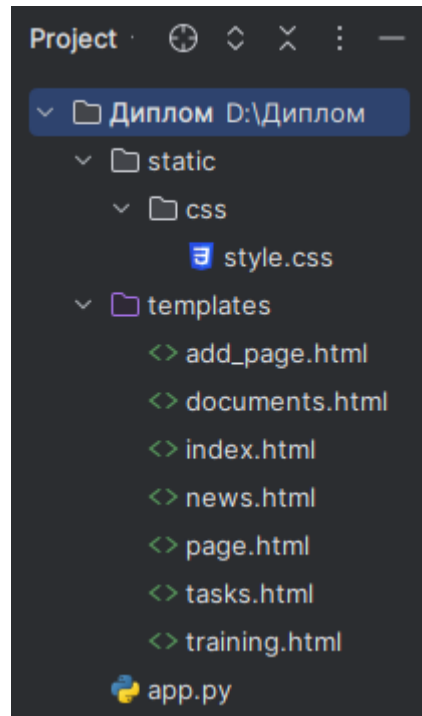 Project
Диплом D:\Диплом
static
css
style.css
templates
add_page.html
documents.html
index.html
news.html
page.html
tasks.html
training.html
app.py